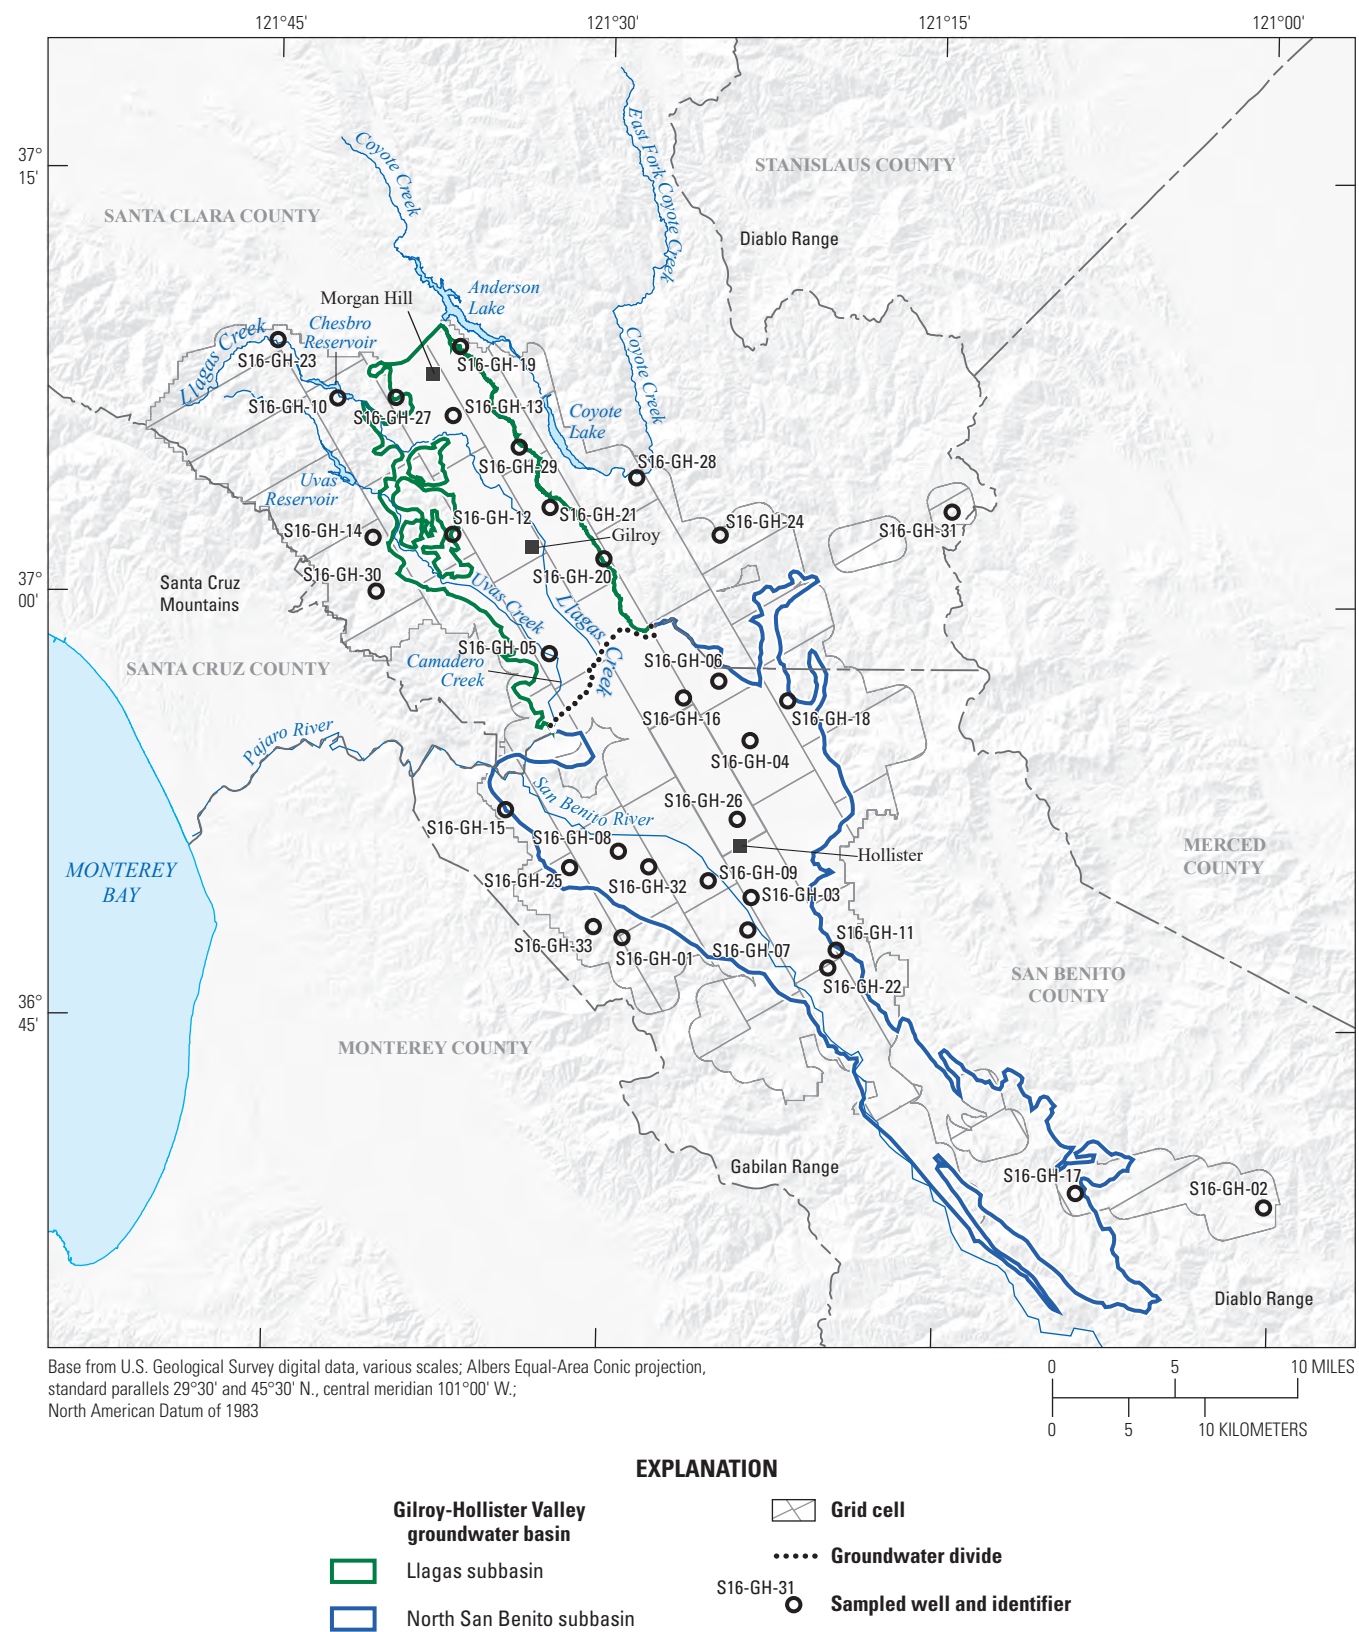 121°45'
121°30'
121°15'
121°00'
37°
15'
37°
00'
36°
45'
Coyote Creek
East Fork Coyote Creek
STANISLAUS COUNTY
SANTA CLARA COUNTY
Diablo Range
Anderson
Lake
Morgan Hill
Chesbro
Reservoir
Llagas Creek
S16-GH-23
S16-GH-19
Coyote Creek
S16-GH-10
S16-GH-27
S16-GH-13
Coyote
Lake
S16-GH-29
S16-GH-28
Uvas
Reservoir
S16-GH-14
S16-GH-12
S16-GH-21
Gilroy
S16-GH-24
S16-GH-31
S16-GH-30
S16-GH-20
Santa Cruz
Mountains
Uvas Creek
Llagas
Creek
S16-GH-05
SANTA CRUZ COUNTY
Camadero
Creek
S16-GH-06
S16-GH-16
S16-GH-18
Pajaro River
S16-GH-04
San Benito River
S16-GH-26
S16-GH-15
S16-GH-08
Hollister
MERCED
COUNTY
MONTEREY
BAY
S16-GH-25
S16-GH-32
S16-GH-09
S16-GH-03
S16-GH-11
S16-GH-33
S16-GH-01
S16-GH-07
S16-GH-22
SAN BENITO
COUNTY
MONTEREY COUNTY
Gabilan Range
S16-GH-17
S16-GH-02
Diablo Range
Base from U.S. Geological Survey digital data, various scales; Albers Equal-Area Conic projection,
standard parallels 29°30' and 45°30' N., central meridian 101°00' W.;
North American Datum of 1983
0 5 10 MILES
0 5 10 KILOMETERS
EXPLANATION
Gilroy-Hollister Valley
groundwater basin
Llagas subbasin
North San Benito subbasin
Grid cell
Groundwater divide
S16-GH-31
Sampled well and identifier